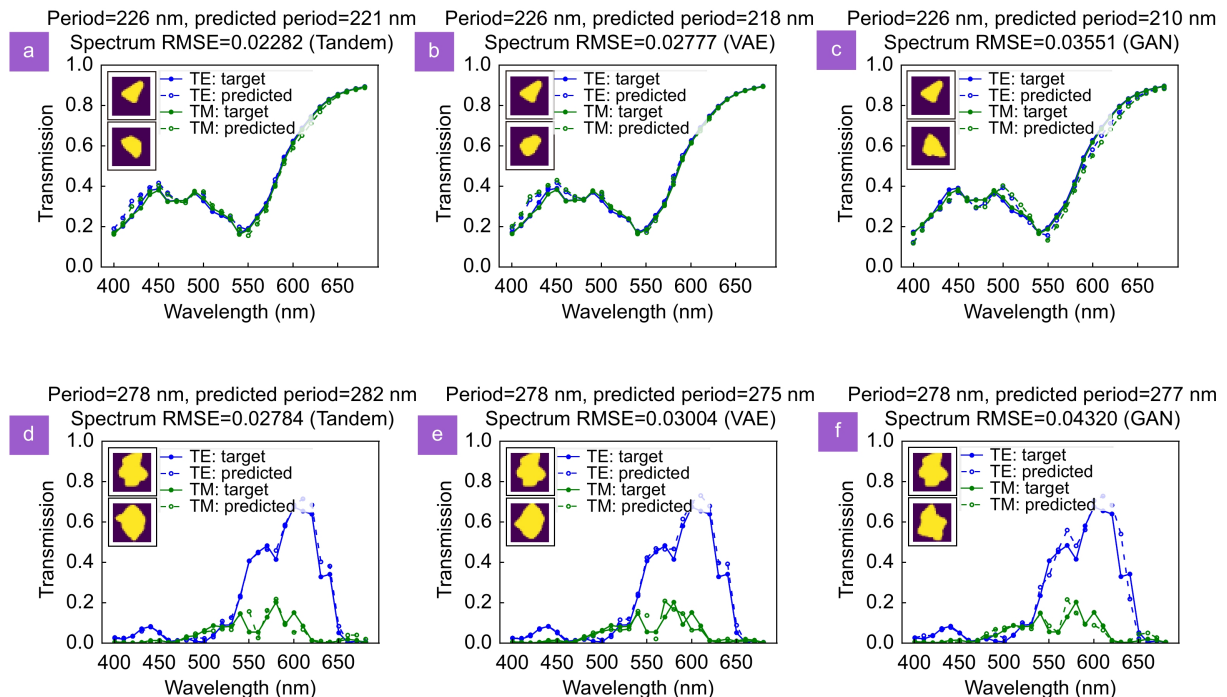 a
Period=226 nm, predicted period=221 nm
Spectrum RMSE=0.02282 (Tandem)
TE: target
TE: predicted
TM: target
TM: predicted
1.0
0.8
0.6
0.4
0.2
0.0
Transmission
400 450 500 550 600 650
Wavelength (nm)
b
Period=226 nm, predicted period=218 nm
Spectrum RMSE=0.02777 (VAE)
TE: target
TE: predicted
TM: target
TM: predicted
1.0
0.8
0.6
0.4
0.2
0.0
Transmission
400 450 500 550 600 650
Wavelength (nm)
c
Period=226 nm, predicted period=210 nm
Spectrum RMSE=0.03551 (GAN)
TE: target
TE: predicted
TM: target
TM: predicted
1.0
0.8
0.6
0.4
0.2
0.0
Transmission
400 450 500 550 600 650
Wavelength (nm)
d
Period=278 nm, predicted period=282 nm
Spectrum RMSE=0.02784 (Tandem)
TE: target
TE: predicted
TM: target
TM: predicted
1.0
0.8
0.6
0.4
0.2
0.0
Transmission
400 450 500 550 600 650
Wavelength (nm)
e
Period=278 nm, predicted period=275 nm
Spectrum RMSE=0.03004 (VAE)
TE: target
TE: predicted
TM: target
TM: predicted
1.0
0.8
0.6
0.4
0.2
0.0
Transmission
400 450 500 550 600 650
Wavelength (nm)
f
Period=278 nm, predicted period=277 nm
Spectrum RMSE=0.04320 (GAN)
TE: target
TE: predicted
TM: target
TM: predicted
1.0
0.8
0.6
0.4
0.2
0.0
Transmission
400 450 500 550 600 650
Wavelength (nm)